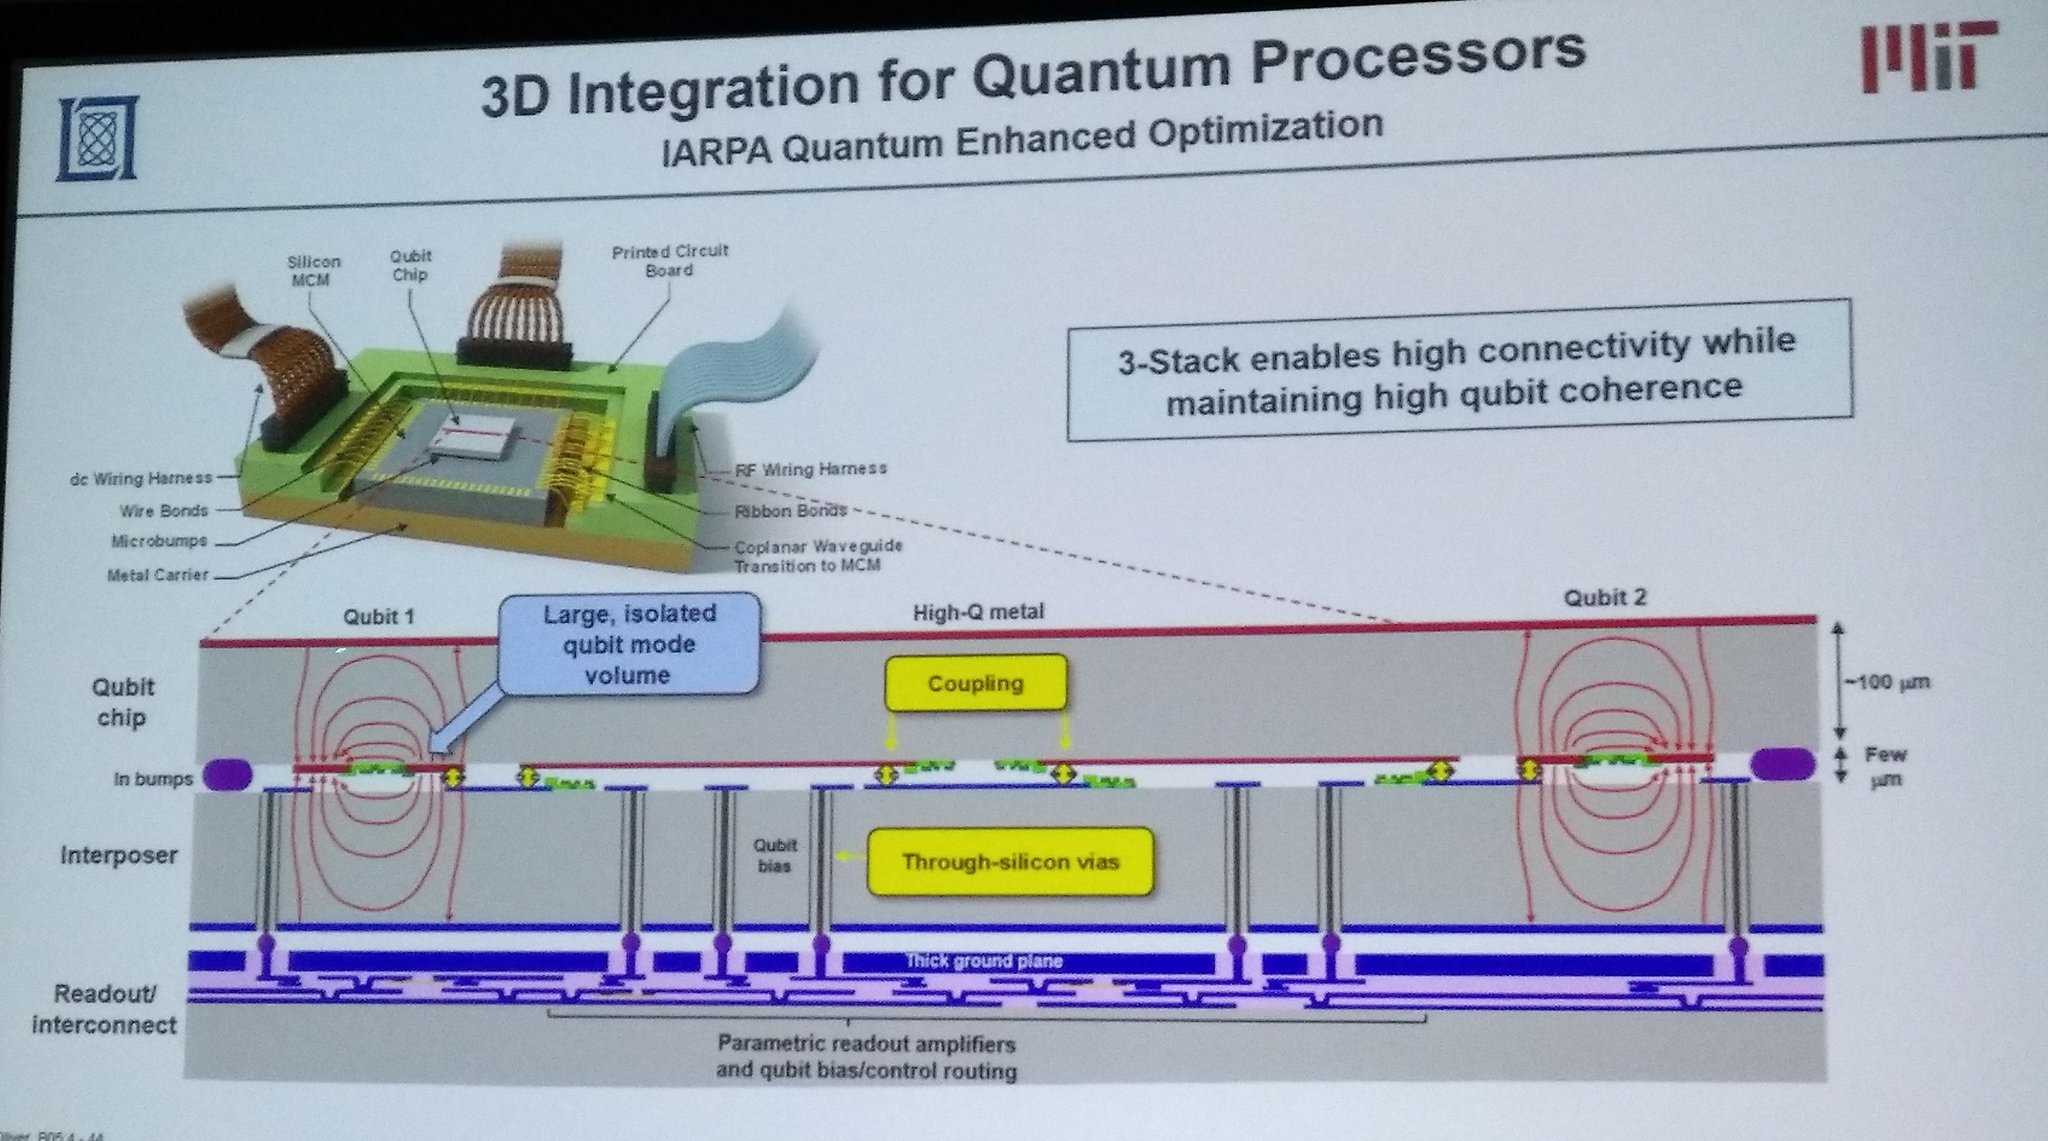 3D Integration for Quantum Processors
IARPA Quantum Enhanced Optimization
MIT
Silicon
MCM
Qubit
Chip
Printed Circuit
Board
3-Stack enables high connectivity while
maintaining high qubit coherence
dc Wiring Harness
Wire Bonds
Microbumps
Metal Carrier
RF Wiring Harness
Ribbon Bonds
Coplanar Waveguide
Transition to MCM
Qubit 1
Large, isolated
qubit mode
volume
High-Q metal
Qubit 2
Qubit
chip
Coupling
~100 µm
In bumps
Few
µm
Interposer
Qubit
bias
Through-silicon vias
Thick ground plane
Readout/
interconnect
Parametric readout amplifiers
and qubit bias/control routing